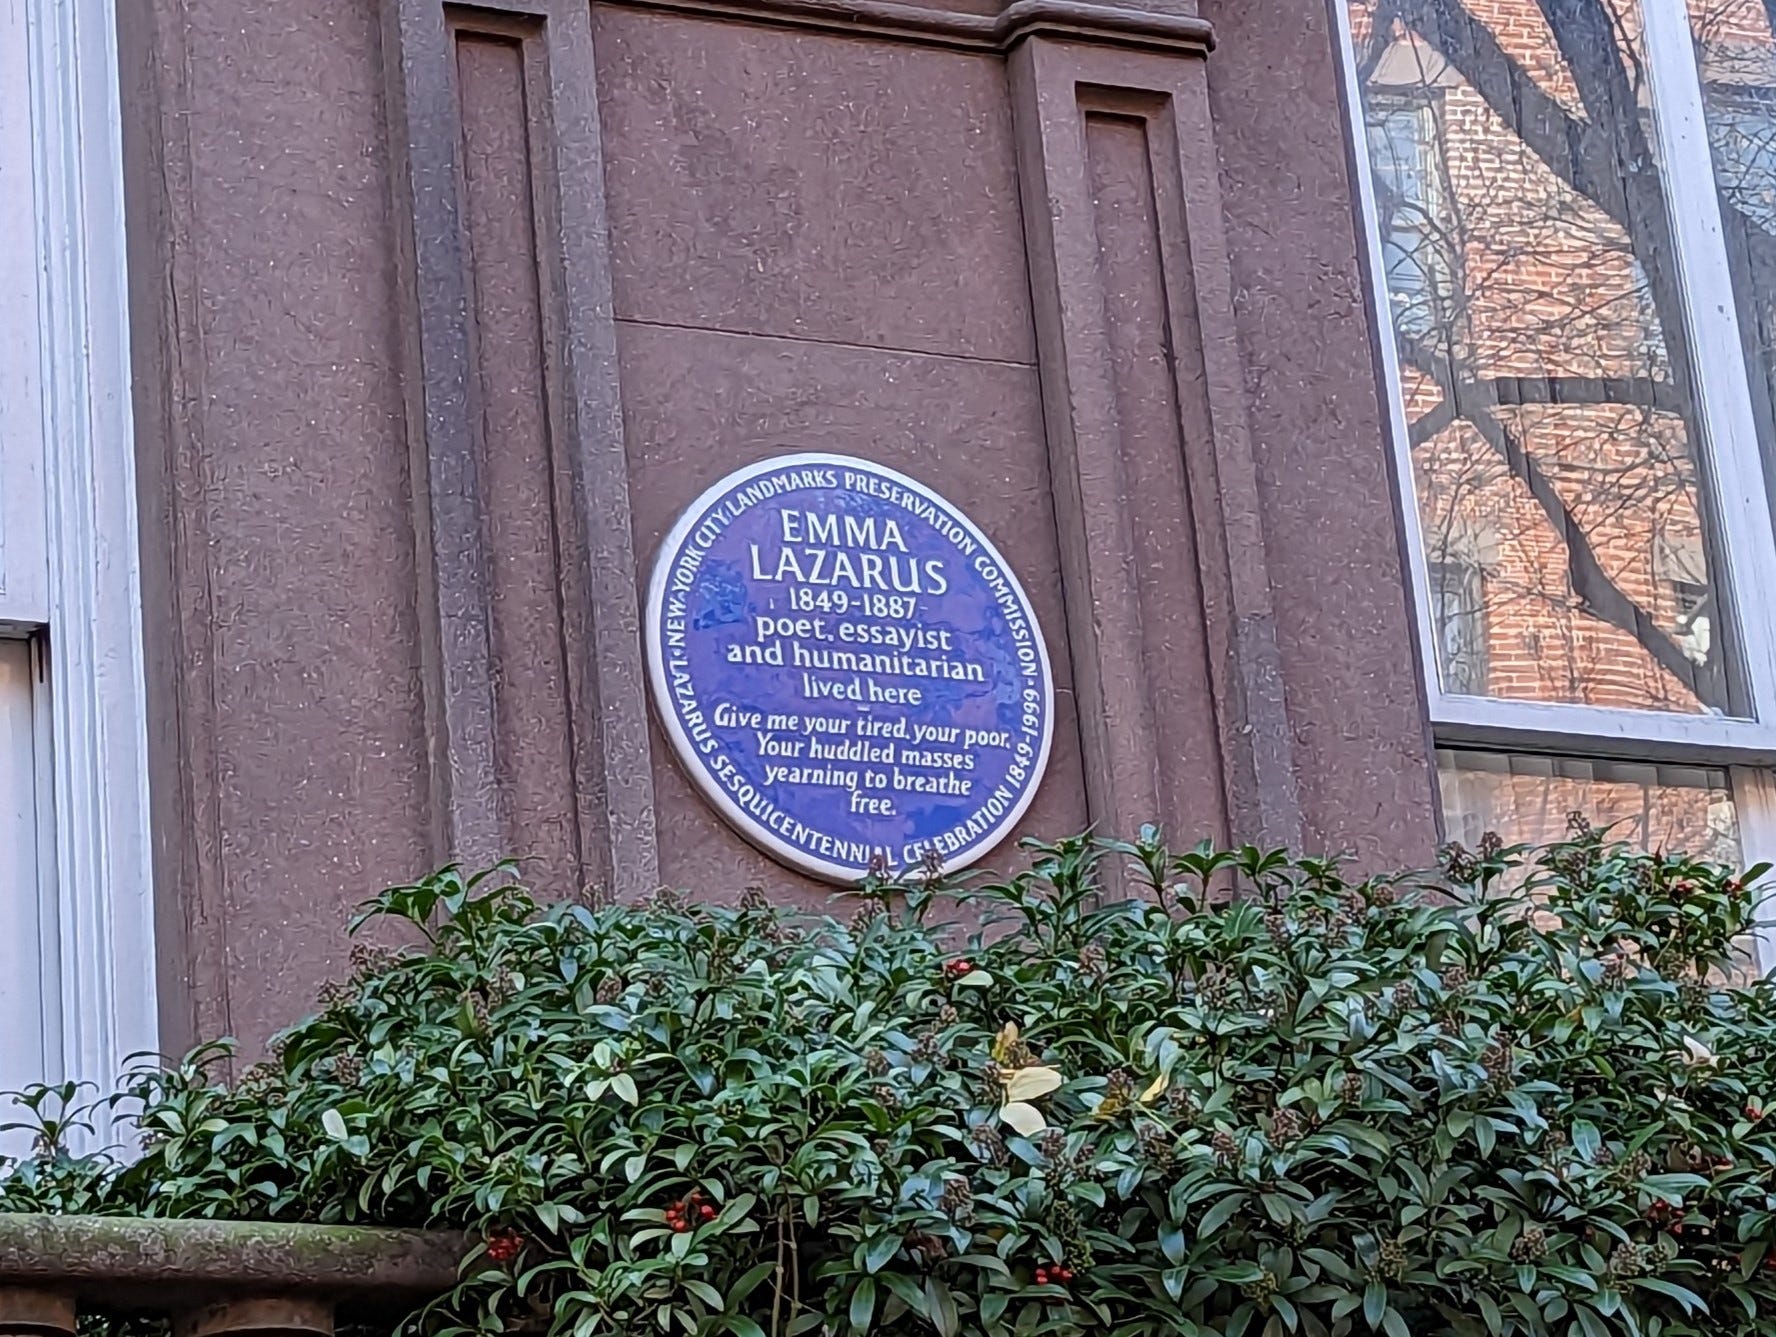 NEW·YORK CITY LANDMARKS PRESERVATION COMMISSION
EMMA
LAZARUS
1849-1887
poet, essayist
and humanitarian
lived here
Give me your tired, your poor,
Your huddled masses
yearning to breathe
free.
LAZARUS SESQUICENTENNIAL CELEBRATION 1849-1999